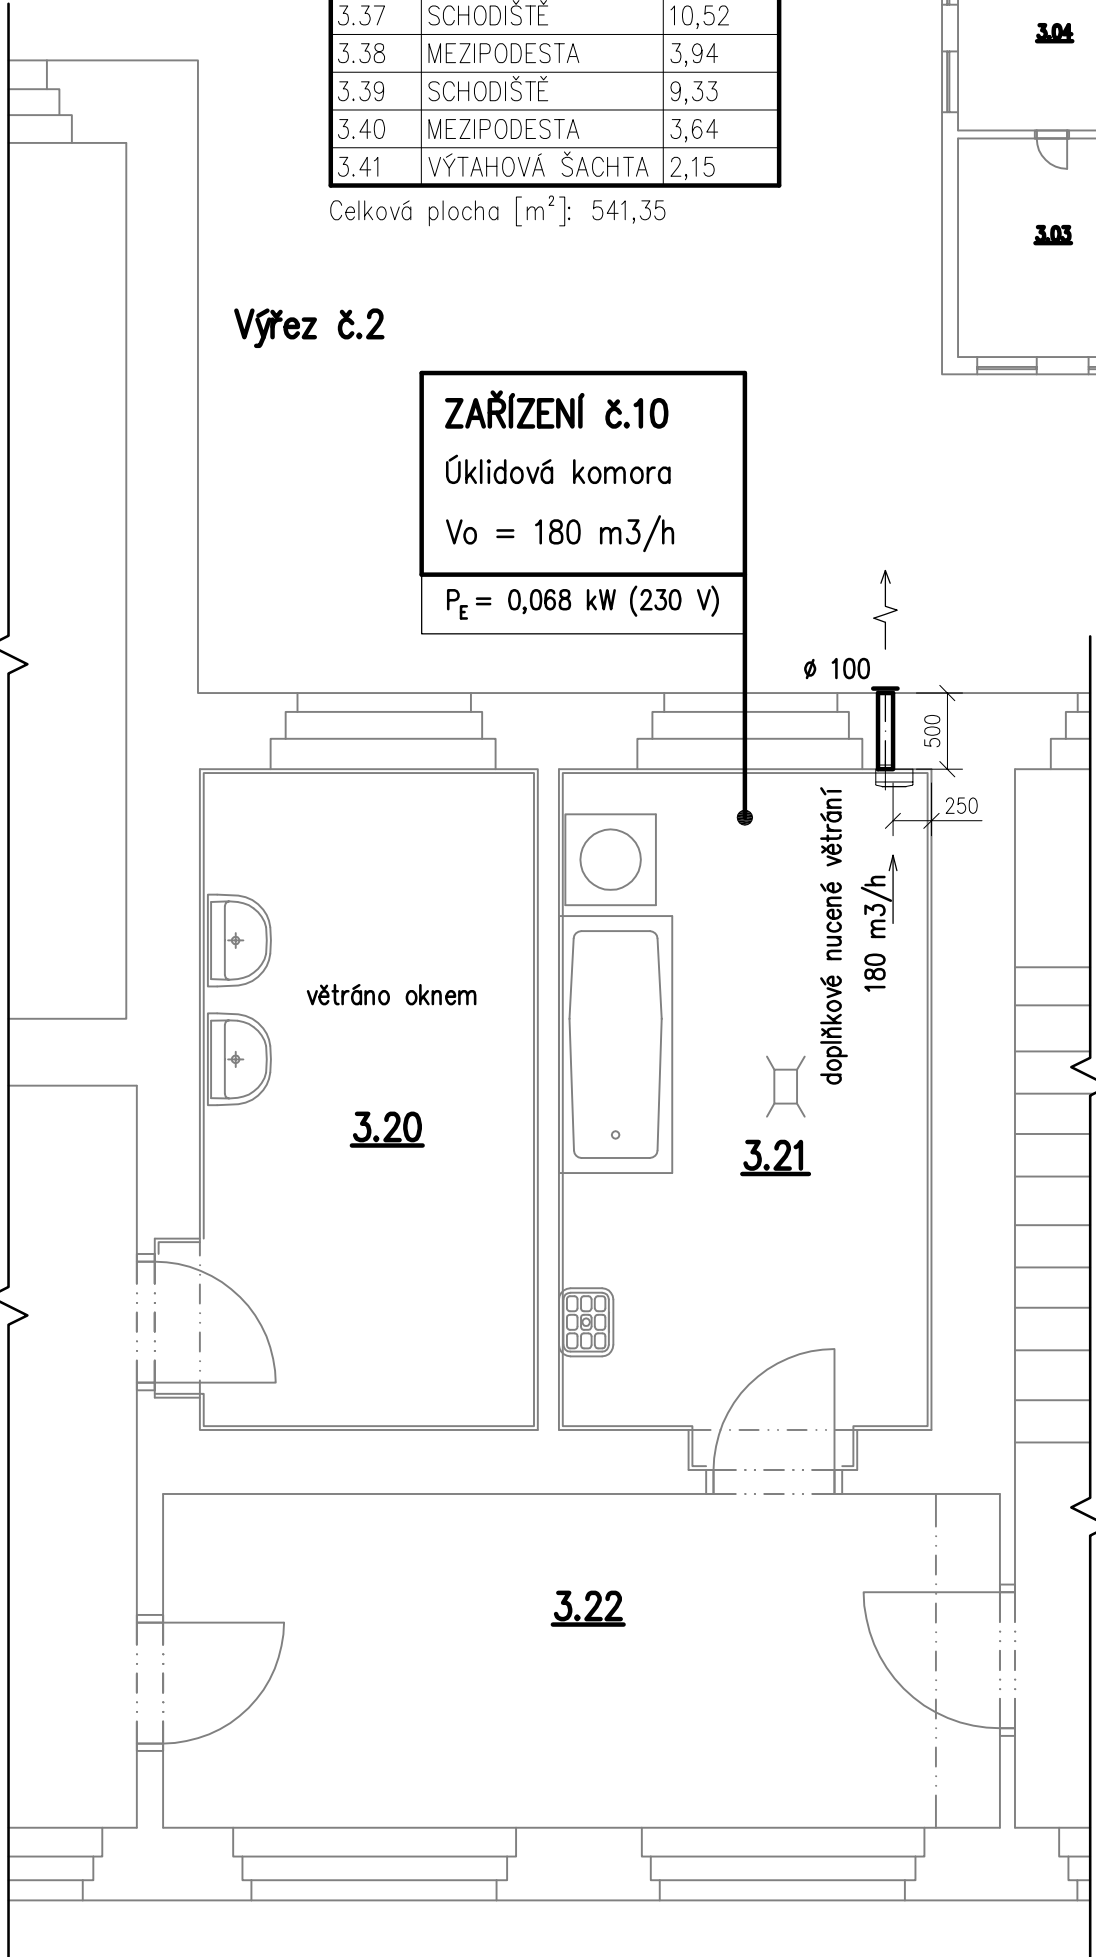 3.37 SCHODIŠTĚ 10,52
3.38 MEZIPODESTA 3,94
3.39 SCHODIŠTĚ 9,33
3.40 MEZIPODESTA 3,64
3.41 VÝTAHOVÁ ŠACHTA 2,15
Celková plocha [m²]: 541,35
3.04
3.03
Výřez č.2
ZAŘÍZENÍ č.10
Úklidová komora
Vo = 180 m3/h
PE = 0,068 kW (230 V)
ø 100
500
250
doplňkové nucené větrání
180 m3/h
větráno oknem
3.20
3.21
3.22